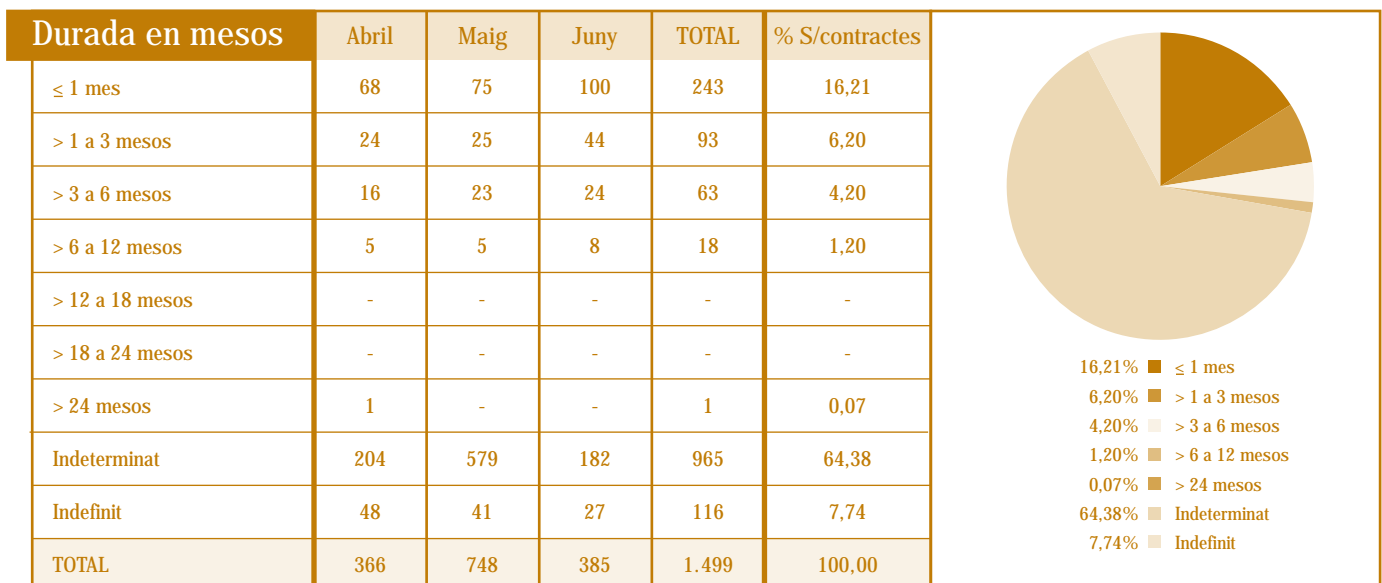 Durada en mesos Abril Maig Juny TOTAL % S/contractes
≤ 1 mes 68 75 100 243 16,21
> 1 a 3 mesos 24 25 44 93 6,20
> 3 a 6 mesos 16 23 24 63 4,20
> 6 a 12 mesos 5 5 8 18 1,20
> 12 a 18 mesos - - - - -
> 18 a 24 mesos - - - - -
> 24 mesos 1 - - 1 0,07
Indeterminat 204 579 182 965 64,38
Indefinit 48 41 27 116 7,74
TOTAL 366 748 385 1.499 100,00
16,21% ≤ 1 mes
6,20% > 1 a 3 mesos
4,20% > 3 a 6 mesos
1,20% > 6 a 12 mesos
0,07% > 24 mesos
64,38% Indeterminat
7,74% Indefinit